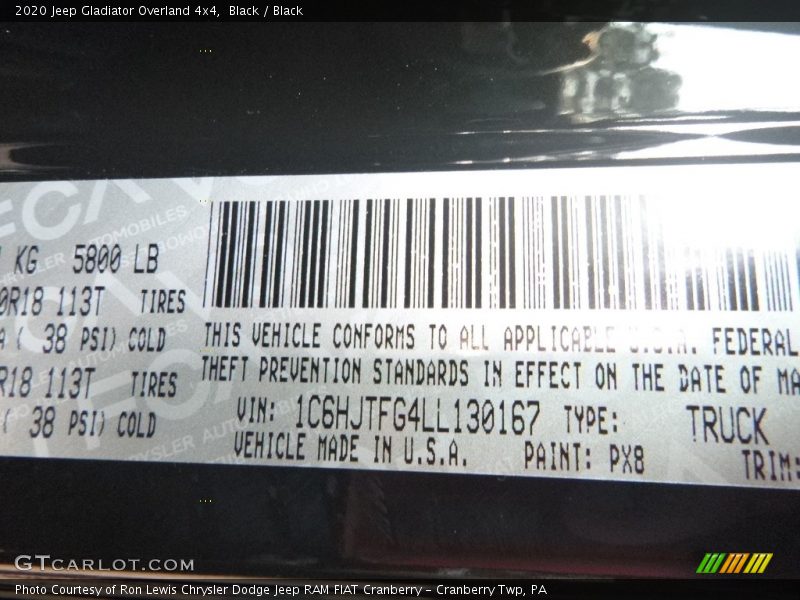 2020 Jeep Gladiator Overland 4x4,  Black / Black
KG 5800 LB
0R18 113T TIRES
( 38 PSI) COLD
R18 113T TIRES
( 38 PSI) COLD
THIS VEHICLE CONFORMS TO ALL APPLICABLE U.S.A. FEDERAL
THEFT PREVENTION STANDARDS IN EFFECT ON THE DATE OF MA
VIN: 1C6HJTFG4LL130167 TYPE: TRUCK
VEHICLE MADE IN U.S.A. PAINT: PX8 TRIM:
GTCARLOT.COM
Photo Courtesy of Ron Lewis Chrysler Dodge Jeep RAM FIAT Cranberry – Cranberry Twp, PA